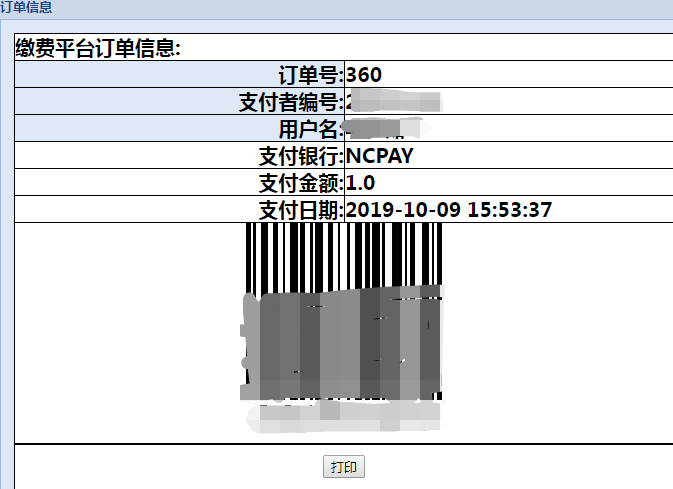 订单信息
缴费平台订单信息:
订单号:360
支付者编号:
用户名:
支付银行:NCPAY
支付金额:1.0
支付日期:2019-10-09 15:53:37
打印